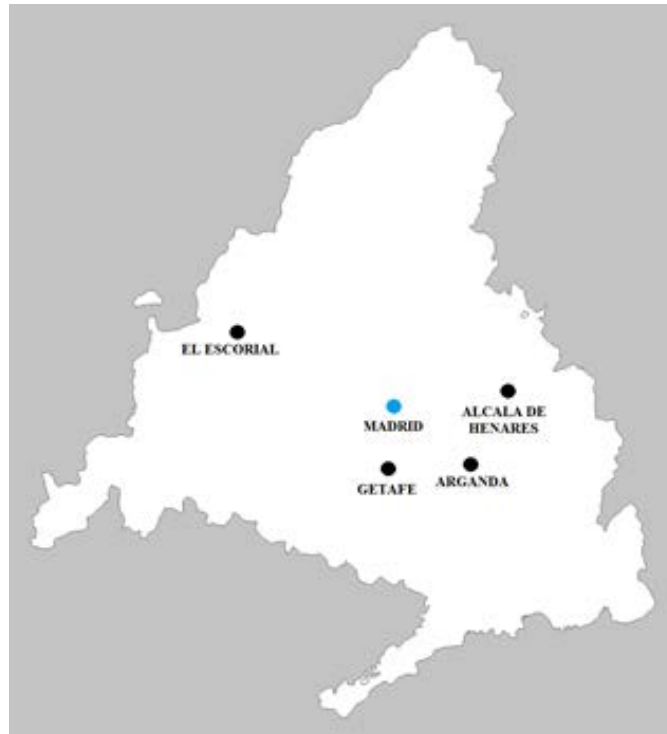 EL ESCORIAL
MADRID
ALCALA DE
HENARES
GETAFE
ARGANDA